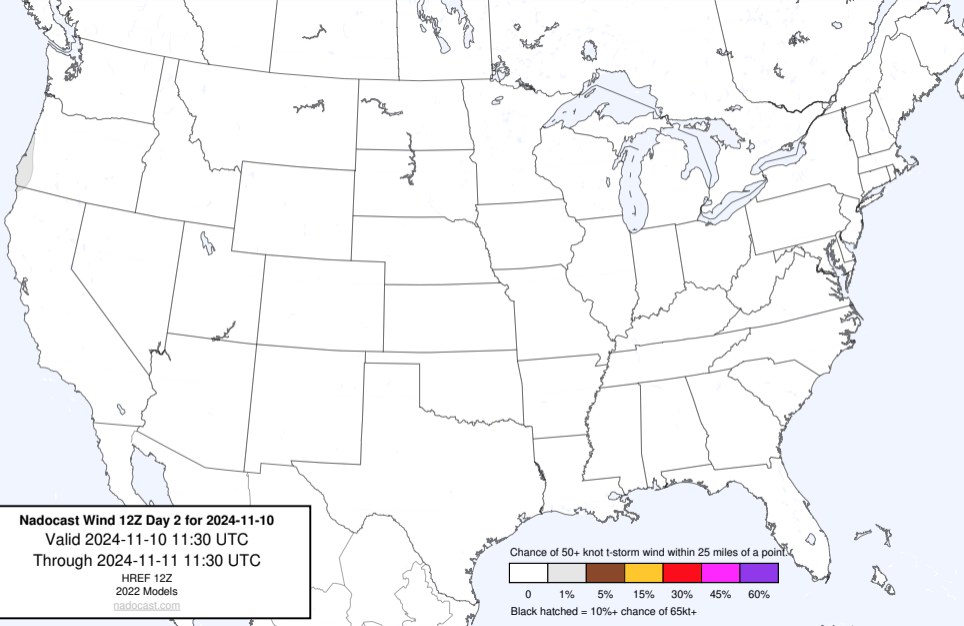 Nadocast Wind 12Z Day 2 for 2024-11-10
Valid 2024-11-10 11:30 UTC
Through 2024-11-11 11:30 UTC
HREF 12Z
2022 Models
nadocast.com
Chance of 50+ knot t-storm wind within 25 miles of a point.
0 1% 5% 15% 30% 45% 60%
Black hatched = 10%+ chance of 65kt+